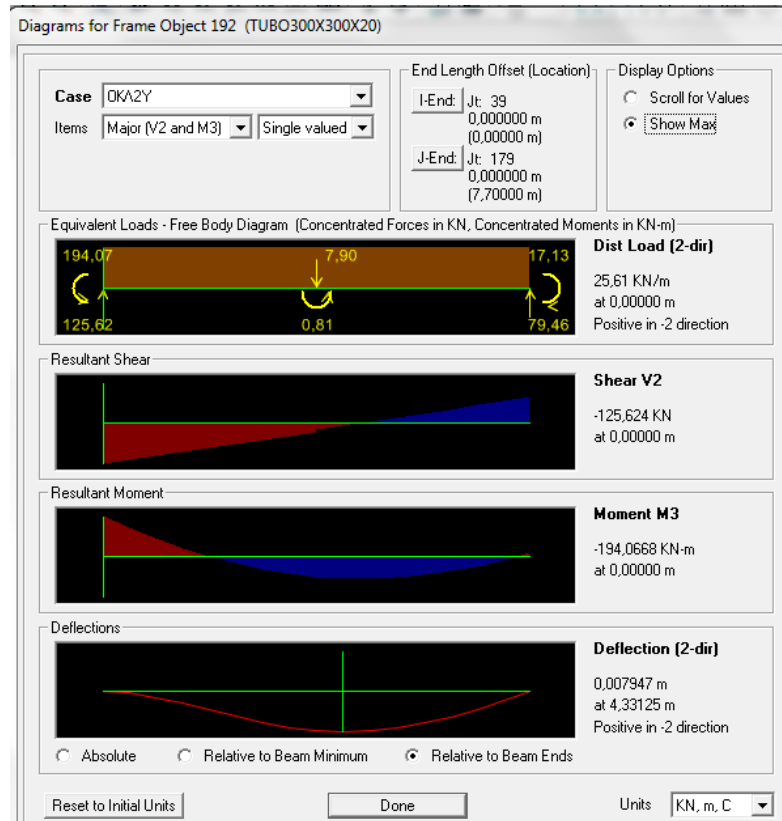 Diagrams for Frame Object 192 (TUBO300X300X20)
Case OKA2Y
Items Major (V2 and M3) Single valued
End Length Offset (Location)
I-End: Jt: 39
0,000000 m
(0,00000 m)
J-End: Jt: 179
0,000000 m
(7,70000 m)
Display Options
Scroll for Values
Show Max
Equivalent Loads - Free Body Diagram (Concentrated Forces in KN, Concentrated Moments in KN-m)
194,07 7,90 17,13
125,62 0,81 79,46
Dist Load (2-dir)
25,61 KN/m
at 0,00000 m
Positive in -2 direction
Resultant Shear
Shear V2
-125,624 KN
at 0,00000 m
Resultant Moment
Moment M3
-194,0668 KN-m
at 0,00000 m
Deflections
Deflection (2-dir)
0,007947 m
at 4,33125 m
Positive in -2 direction
Absolute Relative to Beam Minimum Relative to Beam Ends
Reset to Initial Units Done Units KN, m, C